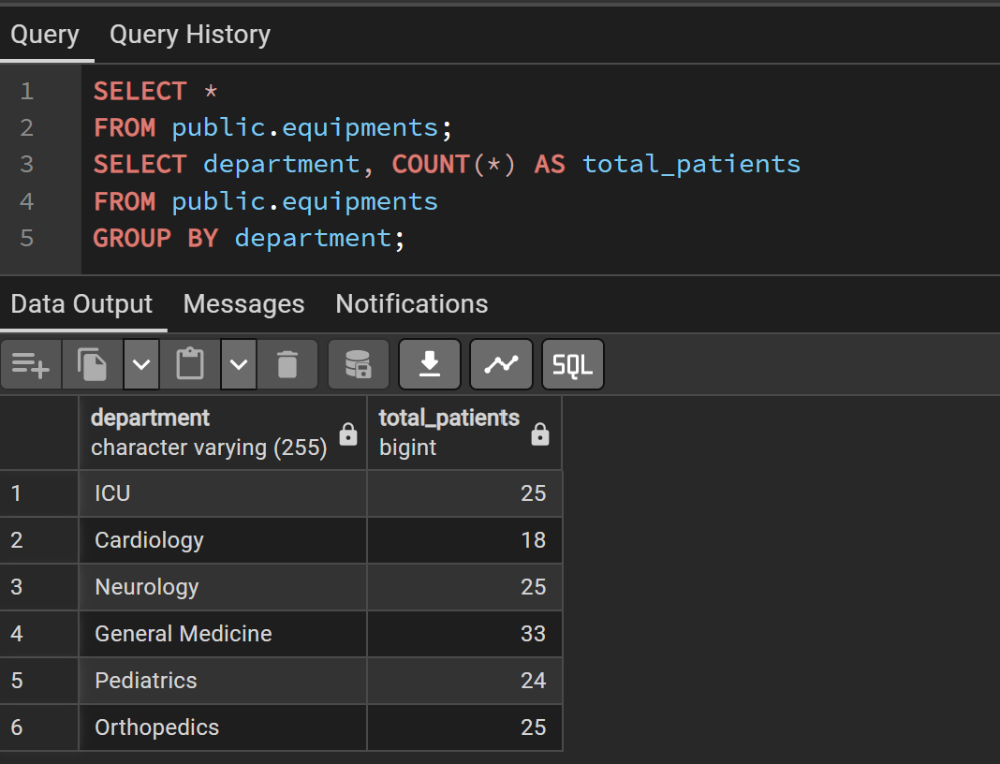 Query Query History
1 SELECT *
2 FROM public.equipments;
3 SELECT department, COUNT(*) AS total_patients
4 FROM public.equipments
5 GROUP BY department;
Data Output Messages Notifications
SQL
department total_patients
character varying (255) bigint
1 ICU 25
2 Cardiology 18
3 Neurology 25
4 General Medicine 33
5 Pediatrics 24
6 Orthopedics 25